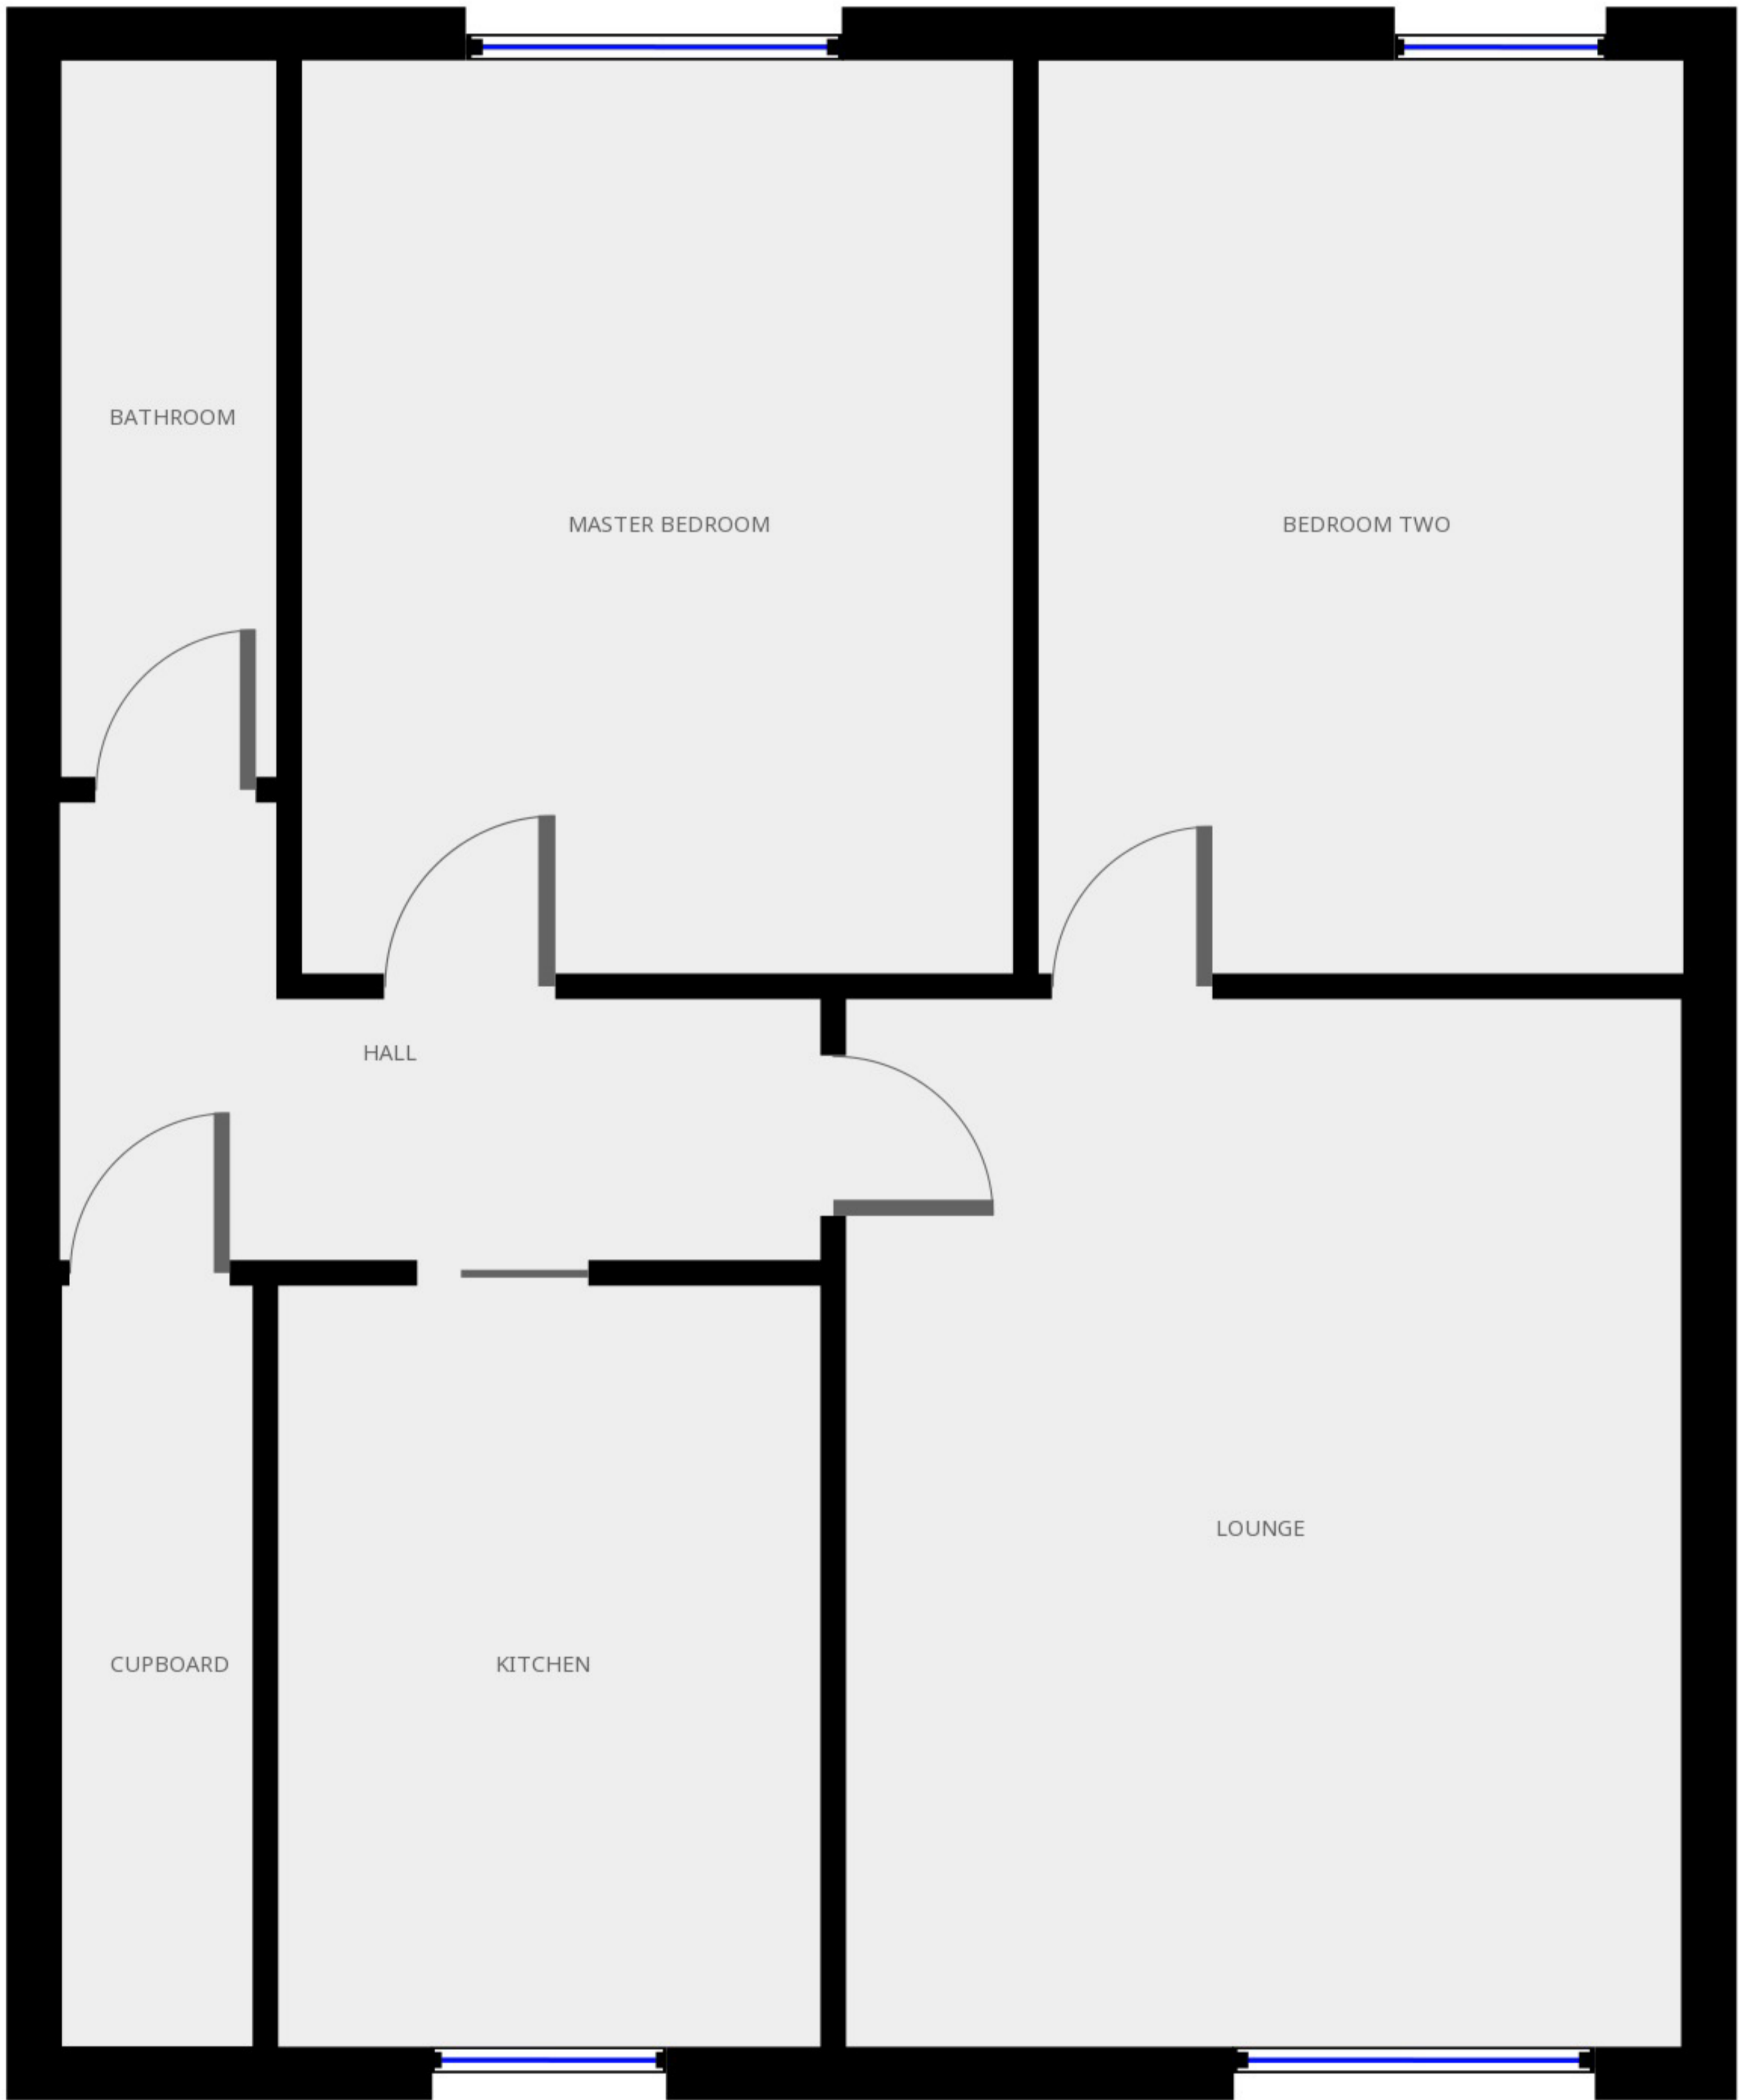 BATHROOM
MASTER BEDROOM
BEDROOM TWO
HALL
LOUNGE
CUPBOARD
KITCHEN